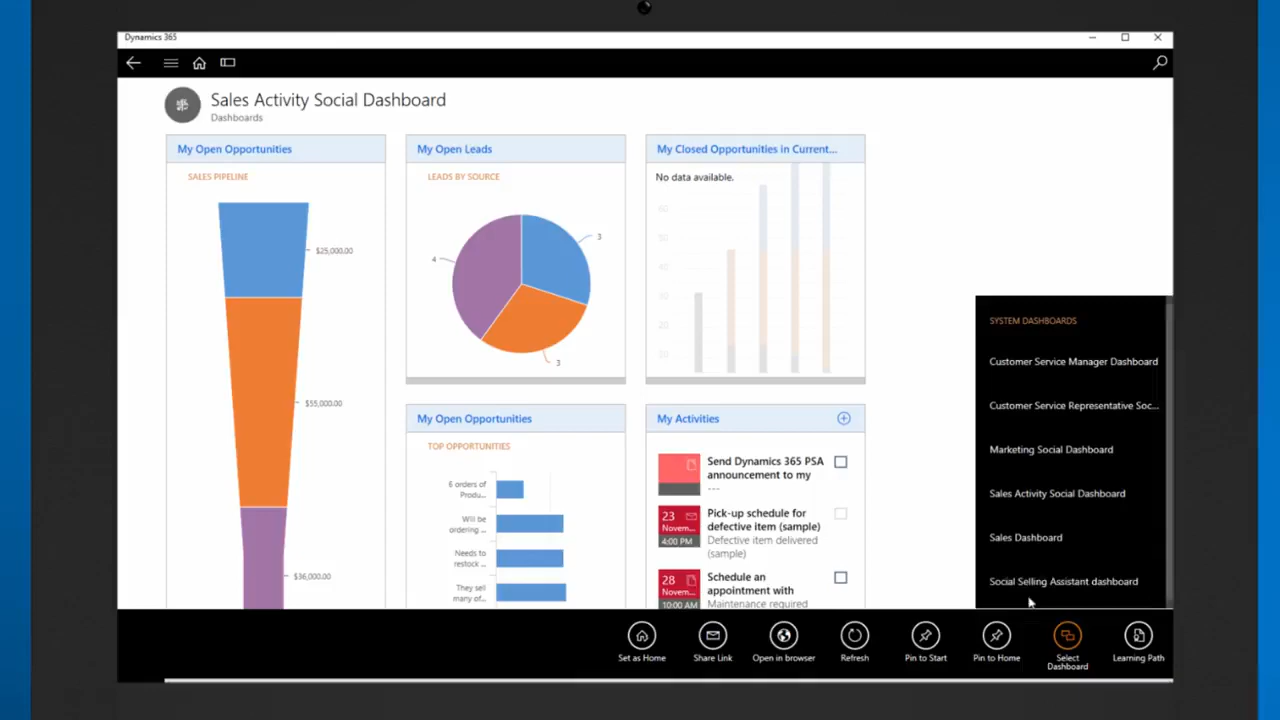 Dynamics 365
Sales Activity Social Dashboard
Dashboards
My Open Opportunities
SALES PIPELINE
$25,000.00
$55,000.00
$36,000.00
My Open Leads
LEADS BY SOURCE
3
4
3
My Closed Opportunities in Current...
No data available.
60
50
40
30
20
10
My Open Opportunities
TOP OPPORTUNITIES
6 orders of
Produ...
Will be
ordering ...
Needs to
restock ...
They sell
many of...
My Activities
Send Dynamics 365 PSA
announcement to my
---
23
Novem...
4:00 PM
Pick-up schedule for
defective item (sample)
Defective item delivered
(sample)
28
Novem...
10:00 AM
Schedule an
appointment with
Maintenance required
SYSTEM DASHBOARDS
Customer Service Manager Dashboard
Customer Service Representative Soc...
Marketing Social Dashboard
Sales Activity Social Dashboard
Sales Dashboard
Social Selling Assistant dashboard
Set as Home
Share Link
Open in browser
Refresh
Pin to Start
Pin to Home
Select
Dashboard
Learning Path